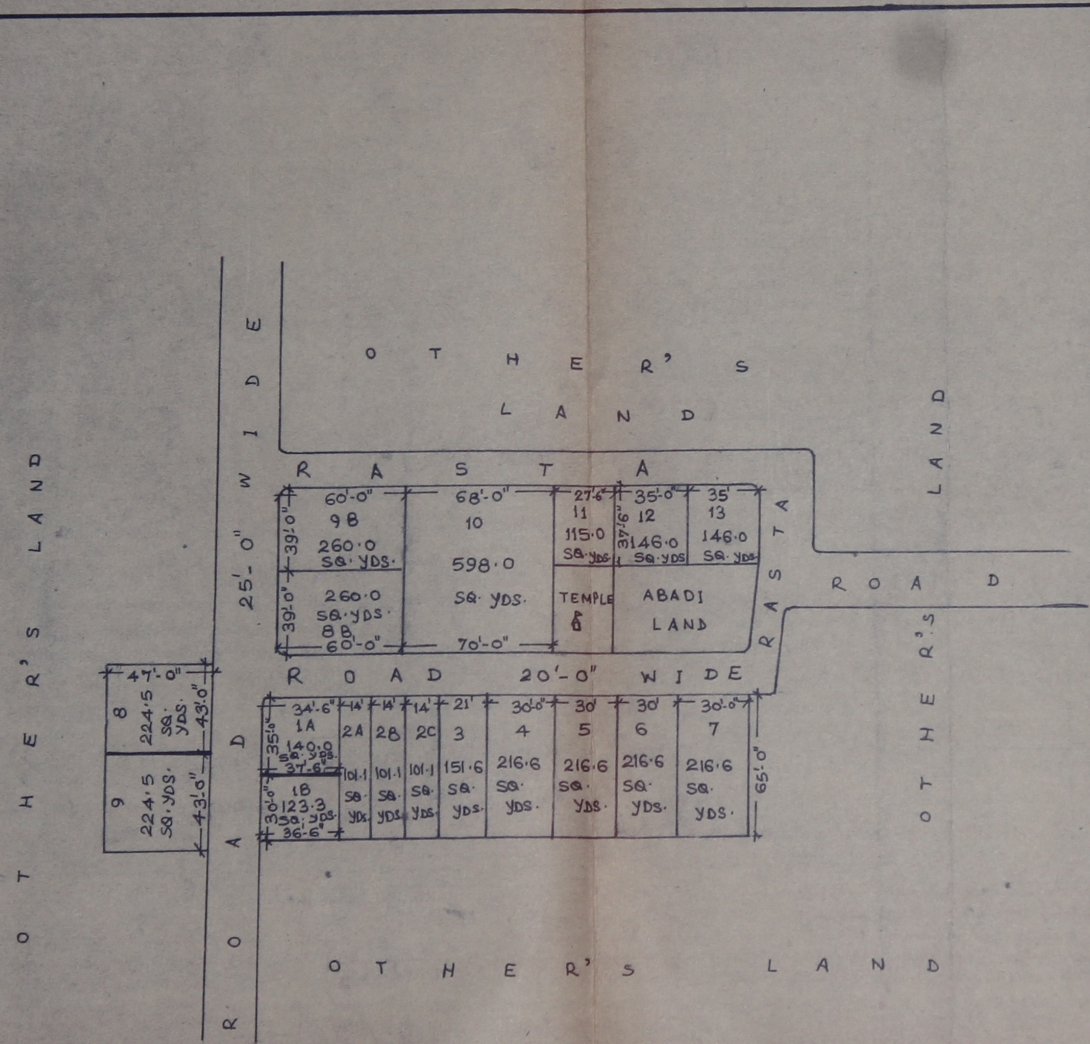 OTHER'S
LAND
OTHER'S LAND
LAND
OTHER'S
ROAD 25'-0" WIDE
RASTA
RASTA
ROAD
60'-0"
9B
39'-0"
260.0
SQ. YDS.
39'-0"
260.0
SQ. YDS.
8B
60'-0"
68'-0"
10
598.0
SQ. YDS.
70'-0"
27'6"
11
115.0
SQ. YDS.
37'-6"
35'-0"
12
146.0
SQ. YDS.
35'
13
146.0
SQ. YDS.
TEMPLE
ABADI
LAND
ROAD 20'-0" WIDE
47'-0"
8
224.5
SQ.
YDS.
43'-0"
9
224.5
SQ. YDS.
43'-0"
34'-6"
1A
35'-0"
140.0
SQ. YDS.
37'-6"
1B
30'-0"
123.3
SQ. YDS.
36'-6"
14'
2A
101.1
SQ.
YDS.
14'
2B
101.1
SQ.
YDS.
14'
2C
101.1
SQ.
YDS.
21'
3
151.6
SQ.
YDS.
30'-0"
4
216.6
SQ.
YDS.
30'
5
216.6
SQ.
YDS.
30'
6
216.6
SQ.
YDS.
30'-0"
7
216.6
SQ.
YDS.
65'-0"
OTHER'S LAND